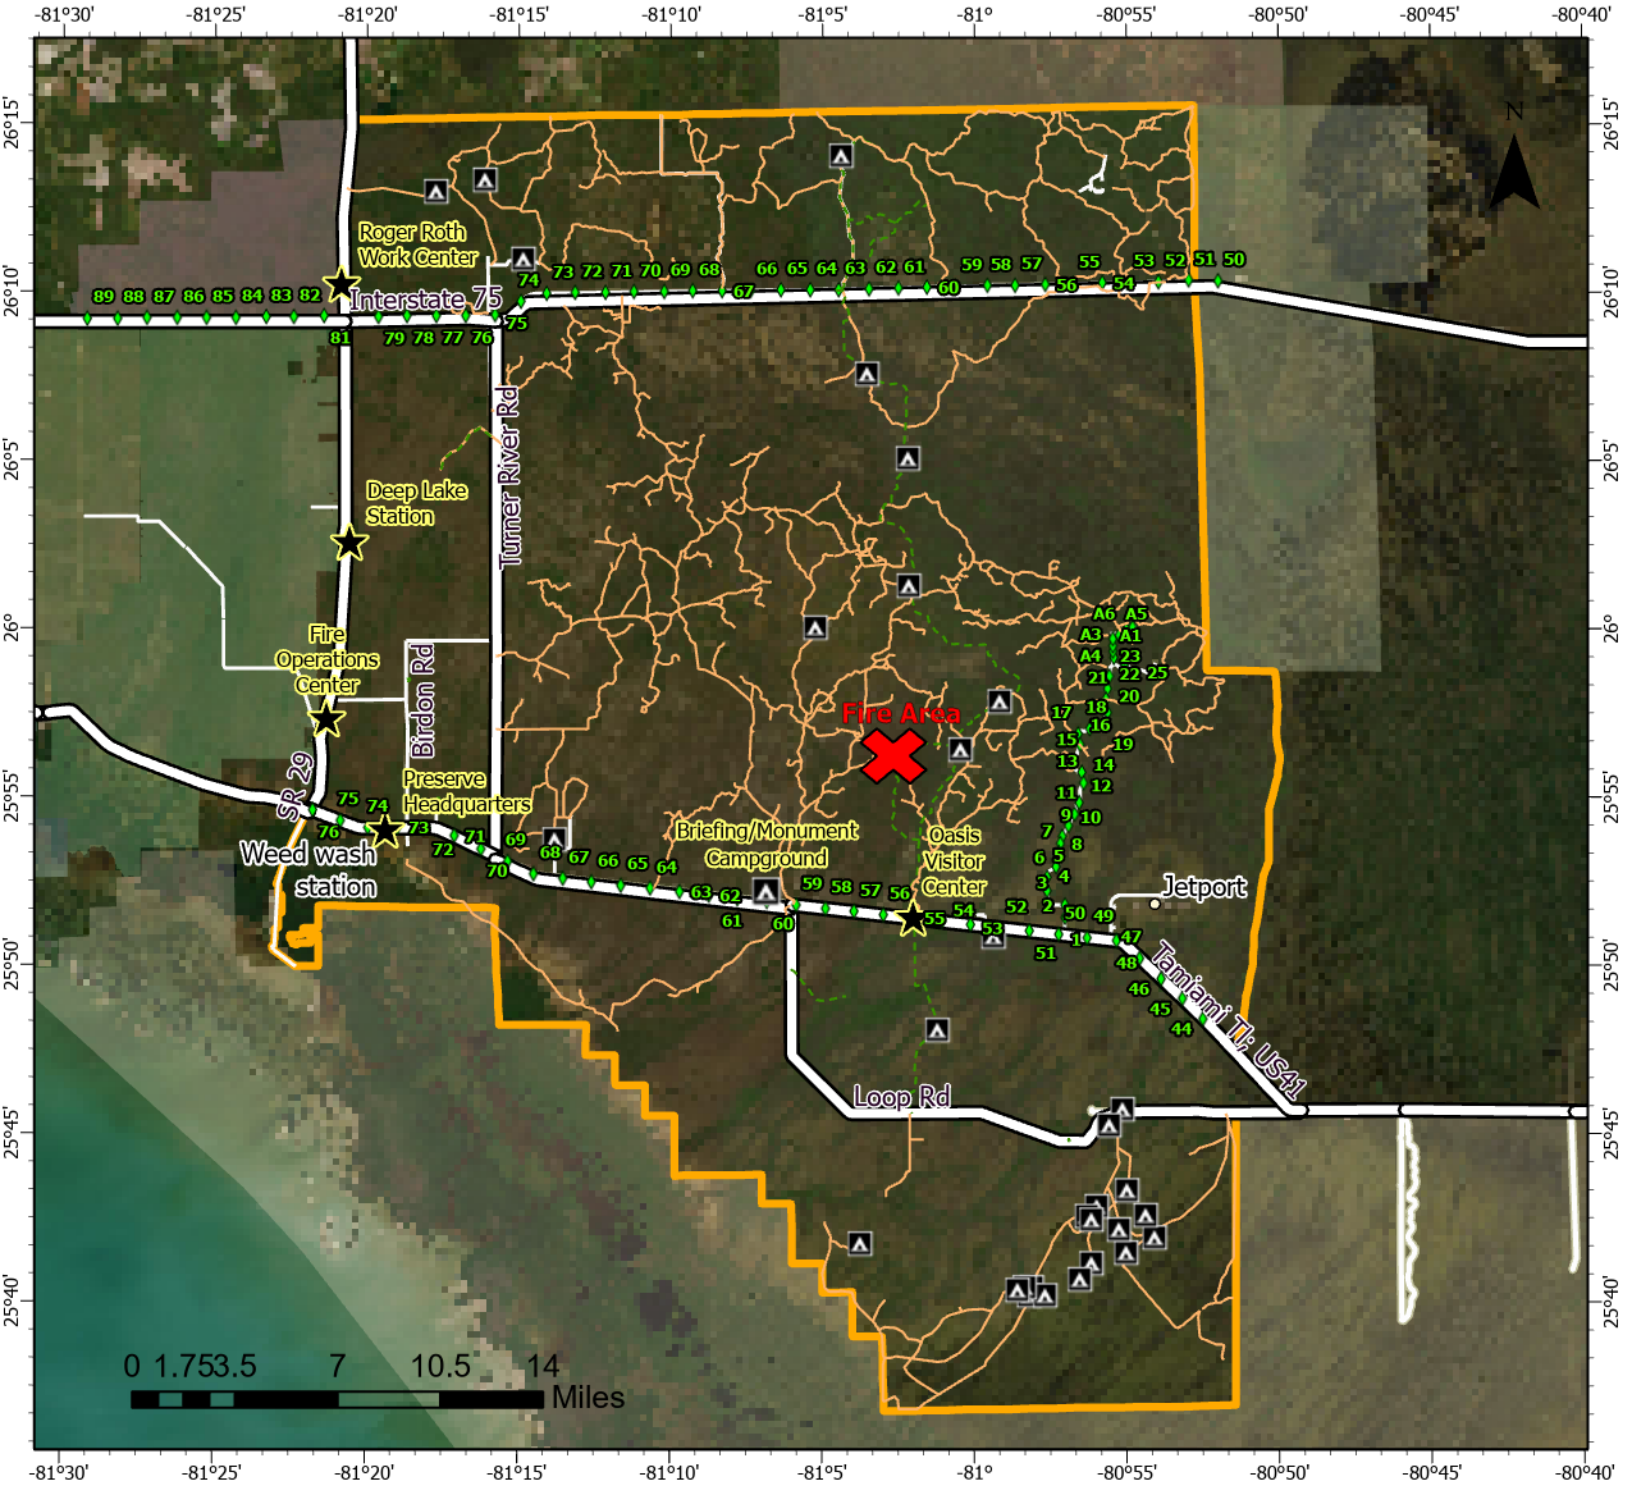 -81°30' -81°25' -81°20' -81°15' -81°10' -81°5' -81° -80°55' -80°50' -80°45' -80°40'
N
26°15' 26°15'
Roger Roth
Work Center
26°10' 26°10'
74 73 72 71 70 69 68 66 65 64 63 62 61 59 58 57 55 53 52 51 50
67 60 56 54
89 88 87 86 85 84 83 82 Interstate 75
75
81 79 78 77 76
Turner River Rd
26°5' 26°5'
Deep Lake
Station
26° 26°
Fire
Operations
Center
Birdon Rd
A6 A5
A3 A1
A4 23
21 22 25
20
17 18
16
15 19
13 14
12
11
9 10
7 8
6 5
3 4
2
Fire Area
SR 29
25°55' 25°55'
Preserve
Headquarters
75 74
76 73
72 71
70 69
68 67 66 65 64
63 62
61 60
59 58 57 56
55 54
53 52
51 50 49
1 47
48
46
45
44
Weed wash
station
Briefing/Monument
Campground
Oasis
Visitor
Center
Jetport
25°50' 25°50'
Tamiami Tl; US41
Loop Rd
25°45' 25°45'
25°40' 25°40'
0 1.75 3.5 7 10.5 14
Miles
-81°30' -81°25' -81°20' -81°15' -81°10' -81°5' -81° -80°55' -80°50' -80°45' -80°40'